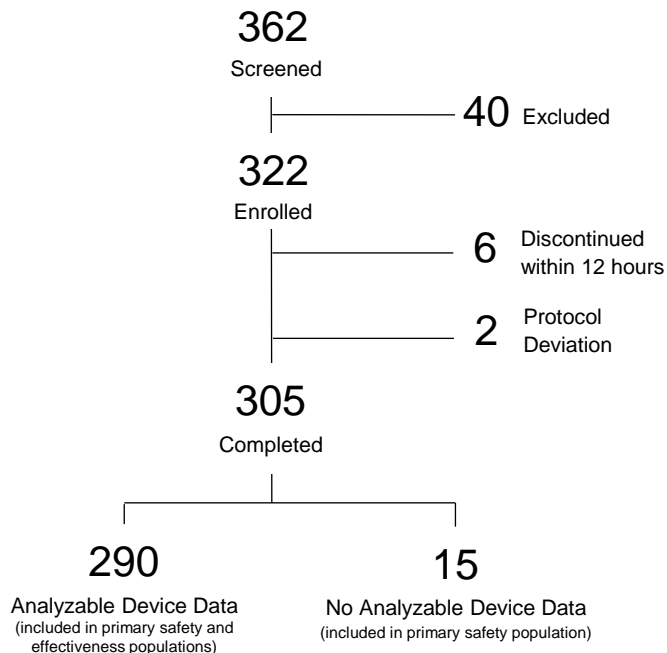 362
Screened
40 Excluded
322
Enrolled
6 Discontinued
within 12 hours
2 Protocol
Deviation
305
Completed
290
Analyzable Device Data
(included in primary safety and
effectiveness populations)
15
No Analyzable Device Data
(included in primary safety population)